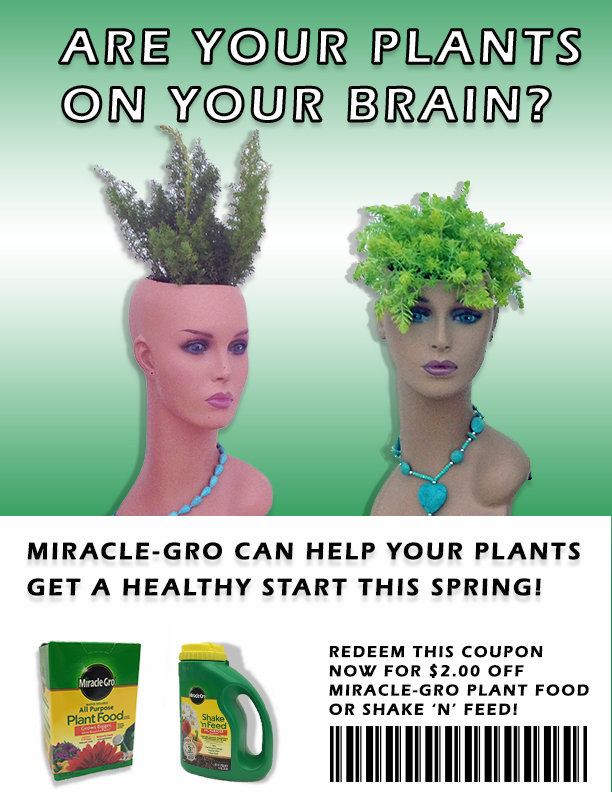 ARE YOUR PLANTS
ON YOUR BRAIN?
MIRACLE-GRO CAN HELP YOUR PLANTS
GET A HEALTHY START THIS SPRING!
Miracle-Gro
All Purpose
Plant Food
Grows Bigger
Miracle-Gro
Shake
'n Feed
REDEEM THIS COUPON
NOW FOR $2.00 OFF
MIRACLE-GRO PLANT FOOD
OR SHAKE 'N' FEED!